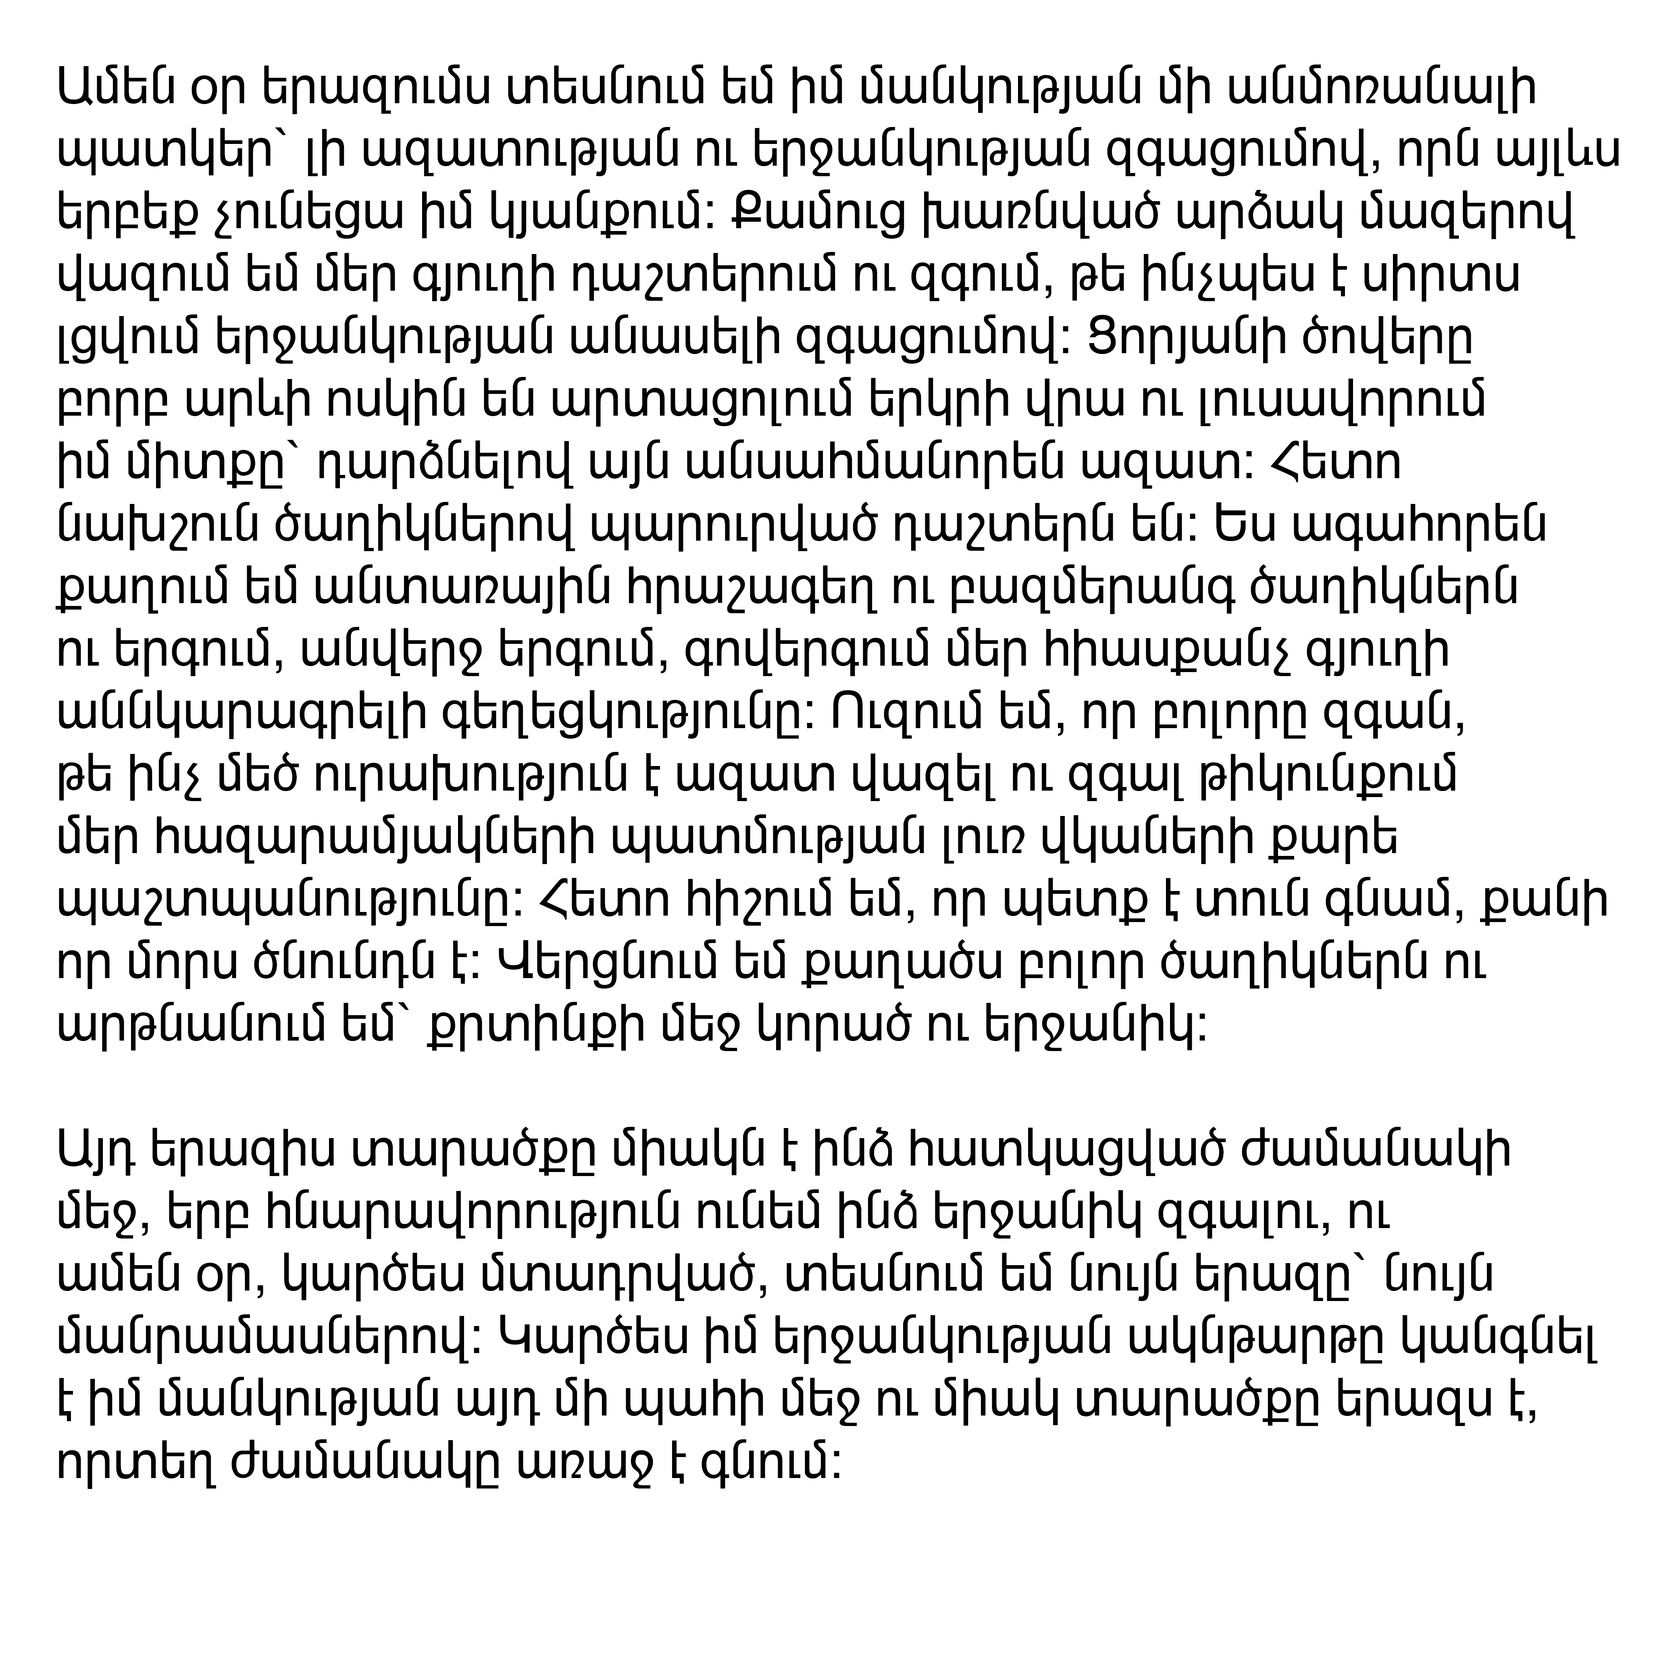 Ամեն օր երազումս տեսնում եմ իմ մանկության մի անմոռանալի
պատկեր՝ լի ազատության ու երջանկության զգացումով, որն այլևս
երբեք չունեցա իմ կյանքում: Քամուց խառնված արձակ մազերով
վազում եմ մեր գյուղի դաշտերում ու զգում, թե ինչպես է սիրտս
լցվում երջանկության անասելի զգացումով: Ցորյանի ծովերը
բորբ արևի ոսկին են արտացոլում երկրի վրա ու լուսավորում
իմ միտքը՝ դարձնելով այն անսահմանորեն ազատ: Հետո
նախշուն ծաղիկներով պարուրված դաշտերն են: Ես ագահորեն
քաղում եմ անտառային հրաշագեղ ու բազմերանգ ծաղիկներն
ու երգում, անվերջ երգում, գովերգում մեր հիասքանչ գյուղի
աննկարագրելի գեղեցկությունը: Ուզում եմ, որ բոլորը զգան,
թե ինչ մեծ ուրախություն է ազատ վազել ու զգալ թիկունքում
մեր հազարամյակների պատմության լուռ վկաների քարե
պաշտպանությունը: Հետո հիշում եմ, որ պետք է տուն գնամ, քանի
որ մորս ծնունդն է: Վերցնում եմ քաղածս բոլոր ծաղիկներն ու
արթնանում եմ՝ քրտինքի մեջ կորած ու երջանիկ:

Այդ երազիս տարածքը միակն է ինձ հատկացված ժամանակի
մեջ, երբ հնարավորություն ունեմ ինձ երջանիկ զգալու, ու
ամեն օր, կարծես մտադրված, տեսնում եմ նույն երազը՝ նույն
մանրամասներով: Կարծես իմ երջանկության ակնթարթը կանգնել
է իմ մանկության այդ մի պահի մեջ ու միակ տարածքը երազս է,
որտեղ ժամանակը առաջ է գնում: